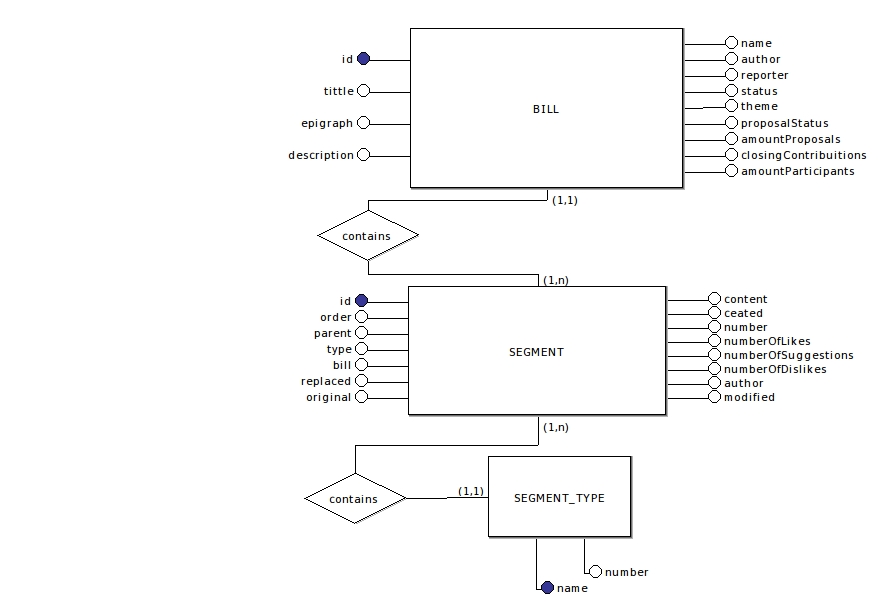 id
tittle
epigraph
description
BILL
name
author
reporter
status
theme
proposalStatus
amountProposals
closingContribuitions
amountParticipants
(1,1)
contains
(1,n)
id
order
parent
type
bill
replaced
original
SEGMENT
content
ceated
number
numberOfLikes
numberOfSuggestions
numberOfDislikes
author
modified
(1,n)
contains
(1,1)
SEGMENT_TYPE
number
name